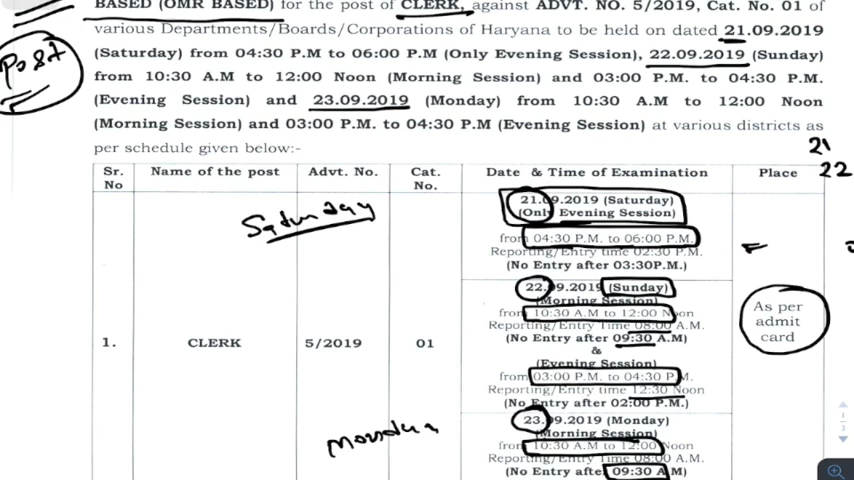 BASED (OMR BASED) for the post of CLERK, against ADVT. NO. 5/2019, Cat. No. 01 of
various Departments/Boards/Corporations of Haryana to be held on dated 21.09.2019
(Saturday) from 04:30 P.M to 06:00 P.M (Only Evening Session), 22.09.2019 (Sunday)
Post
from 10:30 A.M to 12:00 Noon (Morning Session) and 03:00 P.M. to 04:30 P.M.
(Evening Session) and 23.09.2019 (Monday) from 10:30 A.M to 12:00 Noon
(Morning Session) and 03:00 P.M. to 04:30 P.M (Evening Session) at various districts as
per schedule given below:-
21
22
Sr. No
Name of the post
Advt. No.
Cat. No.
Date & Time of Examination
Place
Saturday
21.09.2019 (Saturday)
(Only Evening Session)
from 04:30 P.M. to 06:00 P.M.
Reporting/Entry time 02:30 P.M.
(No Entry after 03:30P.M.)
22.09.2019 (Sunday)
(Morning Session)
from 10:30 A.M to 12:00 Noon
Reporting/Entry Time 08:00 A.M.
(No Entry after 09:30 A.M)
&
(Evening Session)
from 03:00 P.M. to 04:30 P.M.
Reporting/Entry time 12:30 Noon
(No Entry after 02:00 P.M.)
As per
admit
card
1.
CLERK
5/2019
01
Monday
23.09.2019 (Monday)
(Morning Session)
from 10:30 A.M to 12:00 Noon
Reporting/Entry Time 08:00 A.M.
(No Entry after 09:30 A.M)
1
3